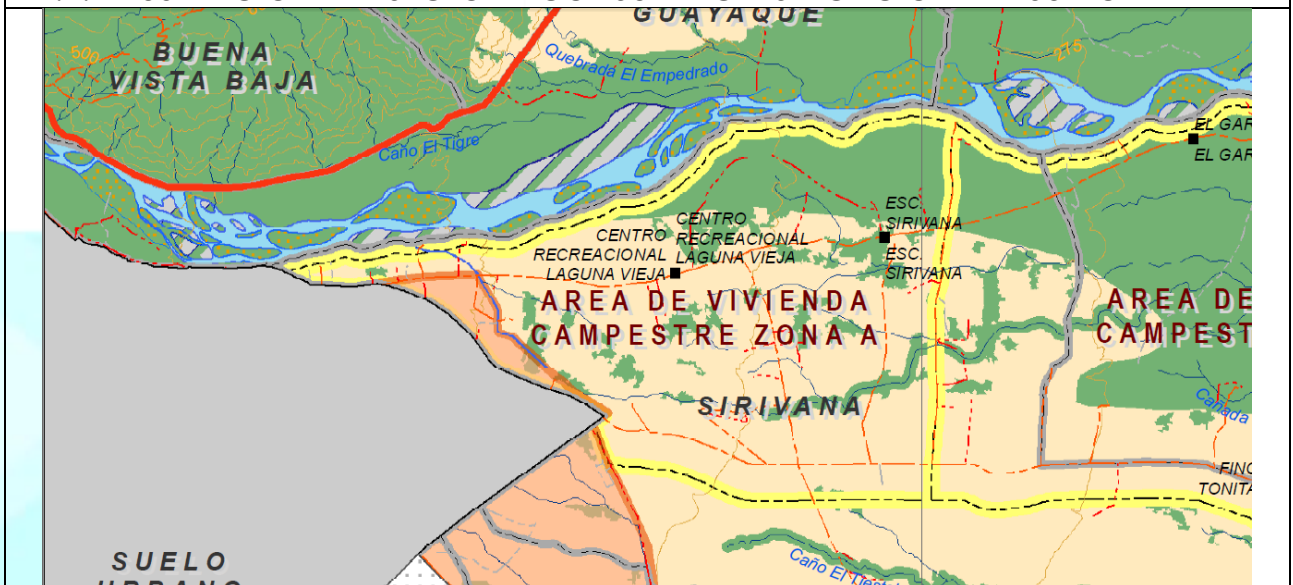 GUAYAQUE
BUENA
VISTA BAJA
500
Quebrada El Empedrado
275
Caño El Tigre
EL GAR
EL GAR
ESC.
SIRIVANA
ESC.
SIRIVANA
CENTRO
RECREACIONAL
LAGUNA VIEJA
CENTRO
RECREACIONAL
LAGUNA VIEJA
AREA DE VIVIENDA
CAMPESTRE ZONA A
AREA DE
CAMPEST
SIRIVANA
Cañada
FINC
TONITA
Caño El
SUELO
URBANO